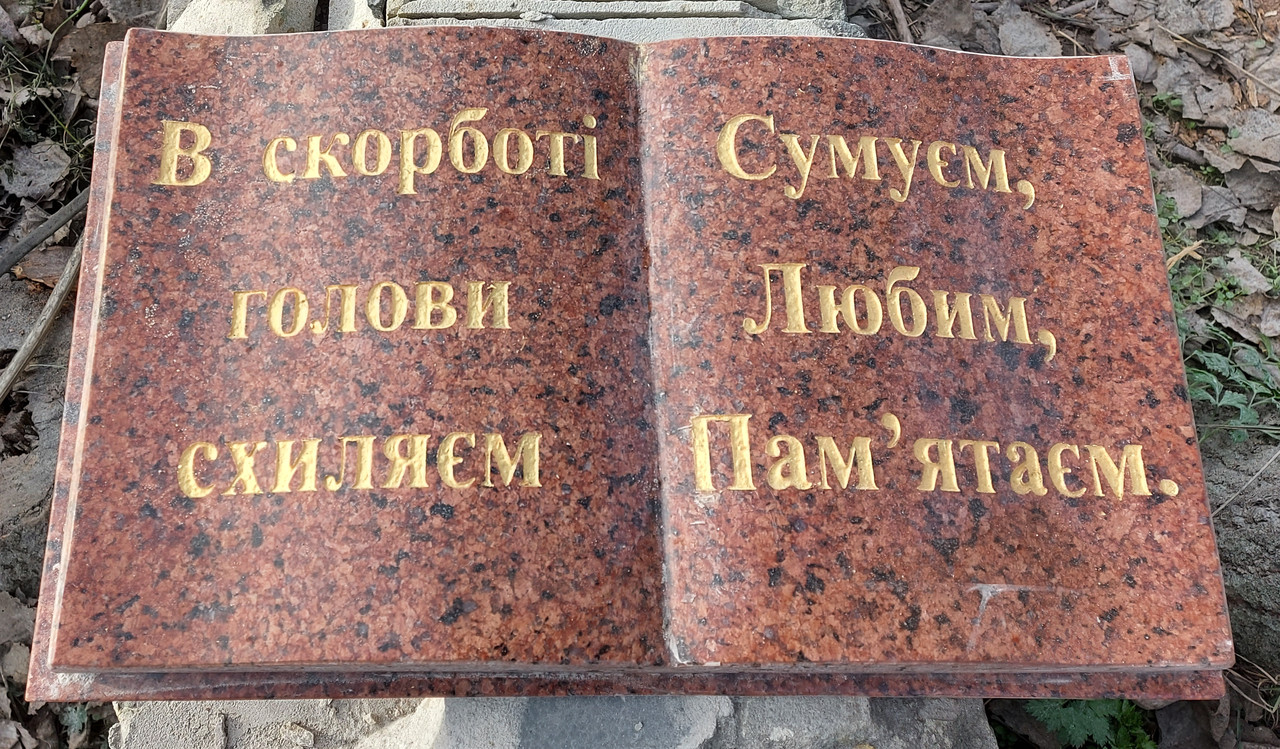 В скорботі
голови
схиляєм
Сумуєм,
Любим,
Пам’ятаєм.